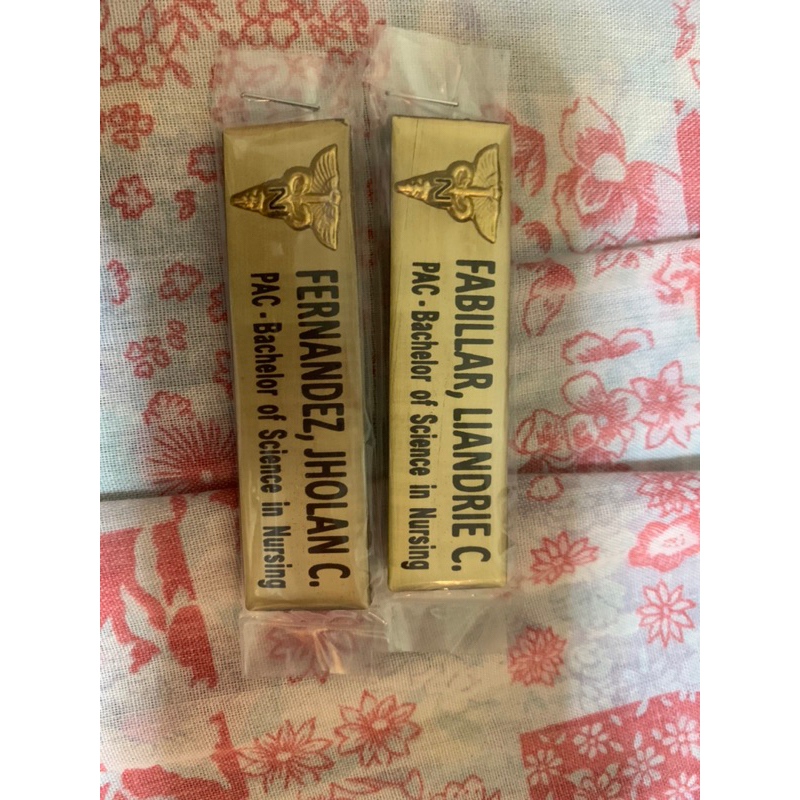 N
FERNANDEZ, JHOLAN C.
PAC - Bachelor of Science in Nursing
N
FABILLAR, LIANDRIE C.
PAC - Bachelor of Science in Nursing